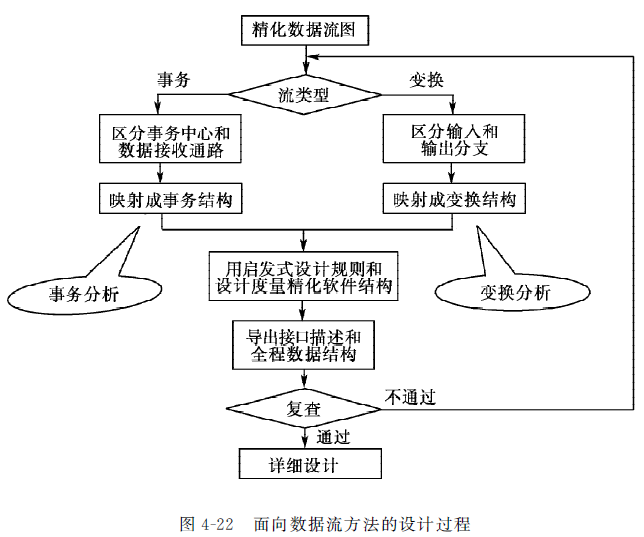 精化数据流图
事务
流类型
变换
区分事务中心和
数据接收通路
区分输入和
输出分支
映射成事务结构
映射成变换结构
事务分析
用启发式设计规则和
设计度量精化软件结构
变换分析
导出接口描述和
全程数据结构
复查
不通过
通过
详细设计
图 4-22 面向数据流方法的设计过程